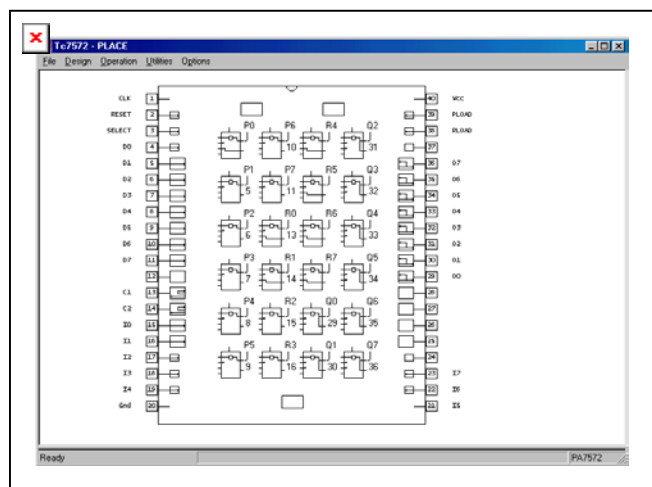 Tc7572 - PLACE
File Design Operation Utilities Options
CLK 1 40 VCC
RESET 2 39 PLOAD
SELECT 3 38 PLOAD
D0 4 37
D1 5 36 O7
D2 6 35 O6
D3 7 34 O5
D4 8 33 O4
D5 9 32 O3
D6 10 31 O2
D7 11 30 O1
12 29 O0
C1 13 28
C2 14 27
I0 15 26
I1 16 25
I2 17 24
I3 18 23 I7
I4 19 22 I6
Gnd 20 21 I5
P0 P6 R4 Q2
10 31
P1 P7 R5 Q3
5 11 32
P2 R0 R6 Q4
6 13 33
P3 R1 R7 Q5
7 14 34
P4 R2 Q0 Q6
8 15 29 35
P5 R3 Q1 Q7
9 16 30 36
Ready PA7572